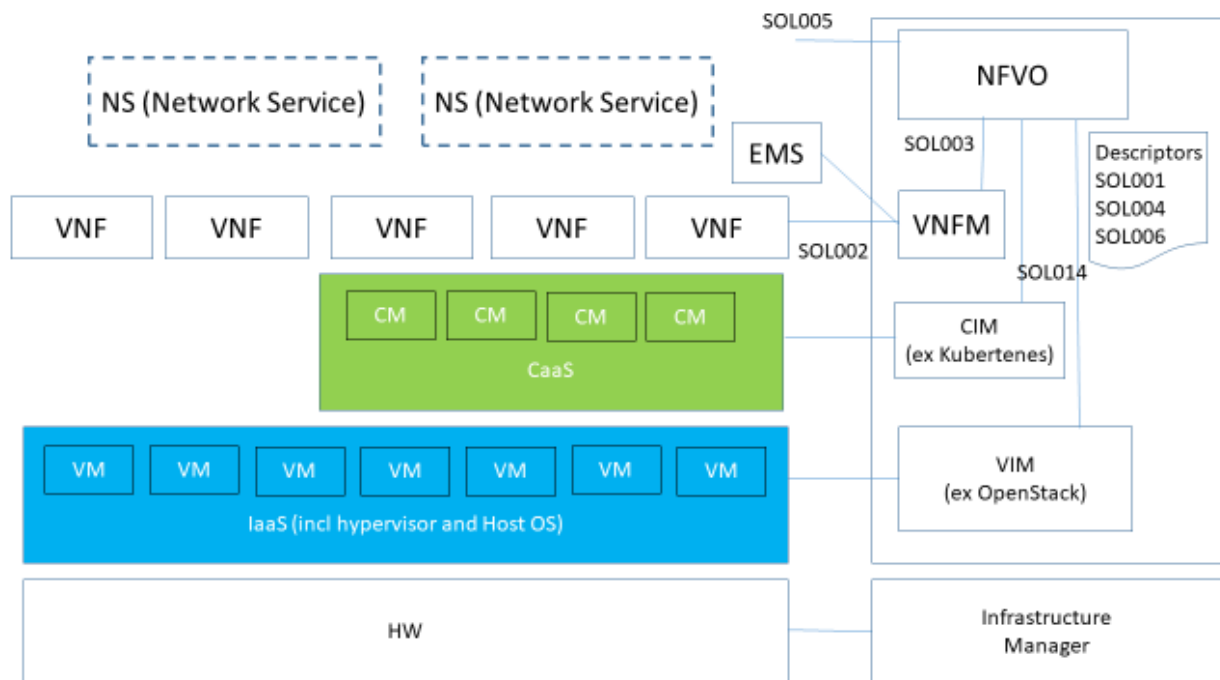 SOL005
NFVO
NS (Network Service)
NS (Network Service)
EMS
SOL003
Descriptors
SOL001
SOL004
SOL006
VNF
VNF
VNF
VNF
VNF
SOL002
VNFM
SOL014
CM
CM
CM
CM
CaaS
CIM
(ex Kubertenes)
VM
VM
VM
VM
VM
VM
VM
IaaS (incl hypervisor and Host OS)
VIM
(ex OpenStack)
HW
Infrastructure
Manager